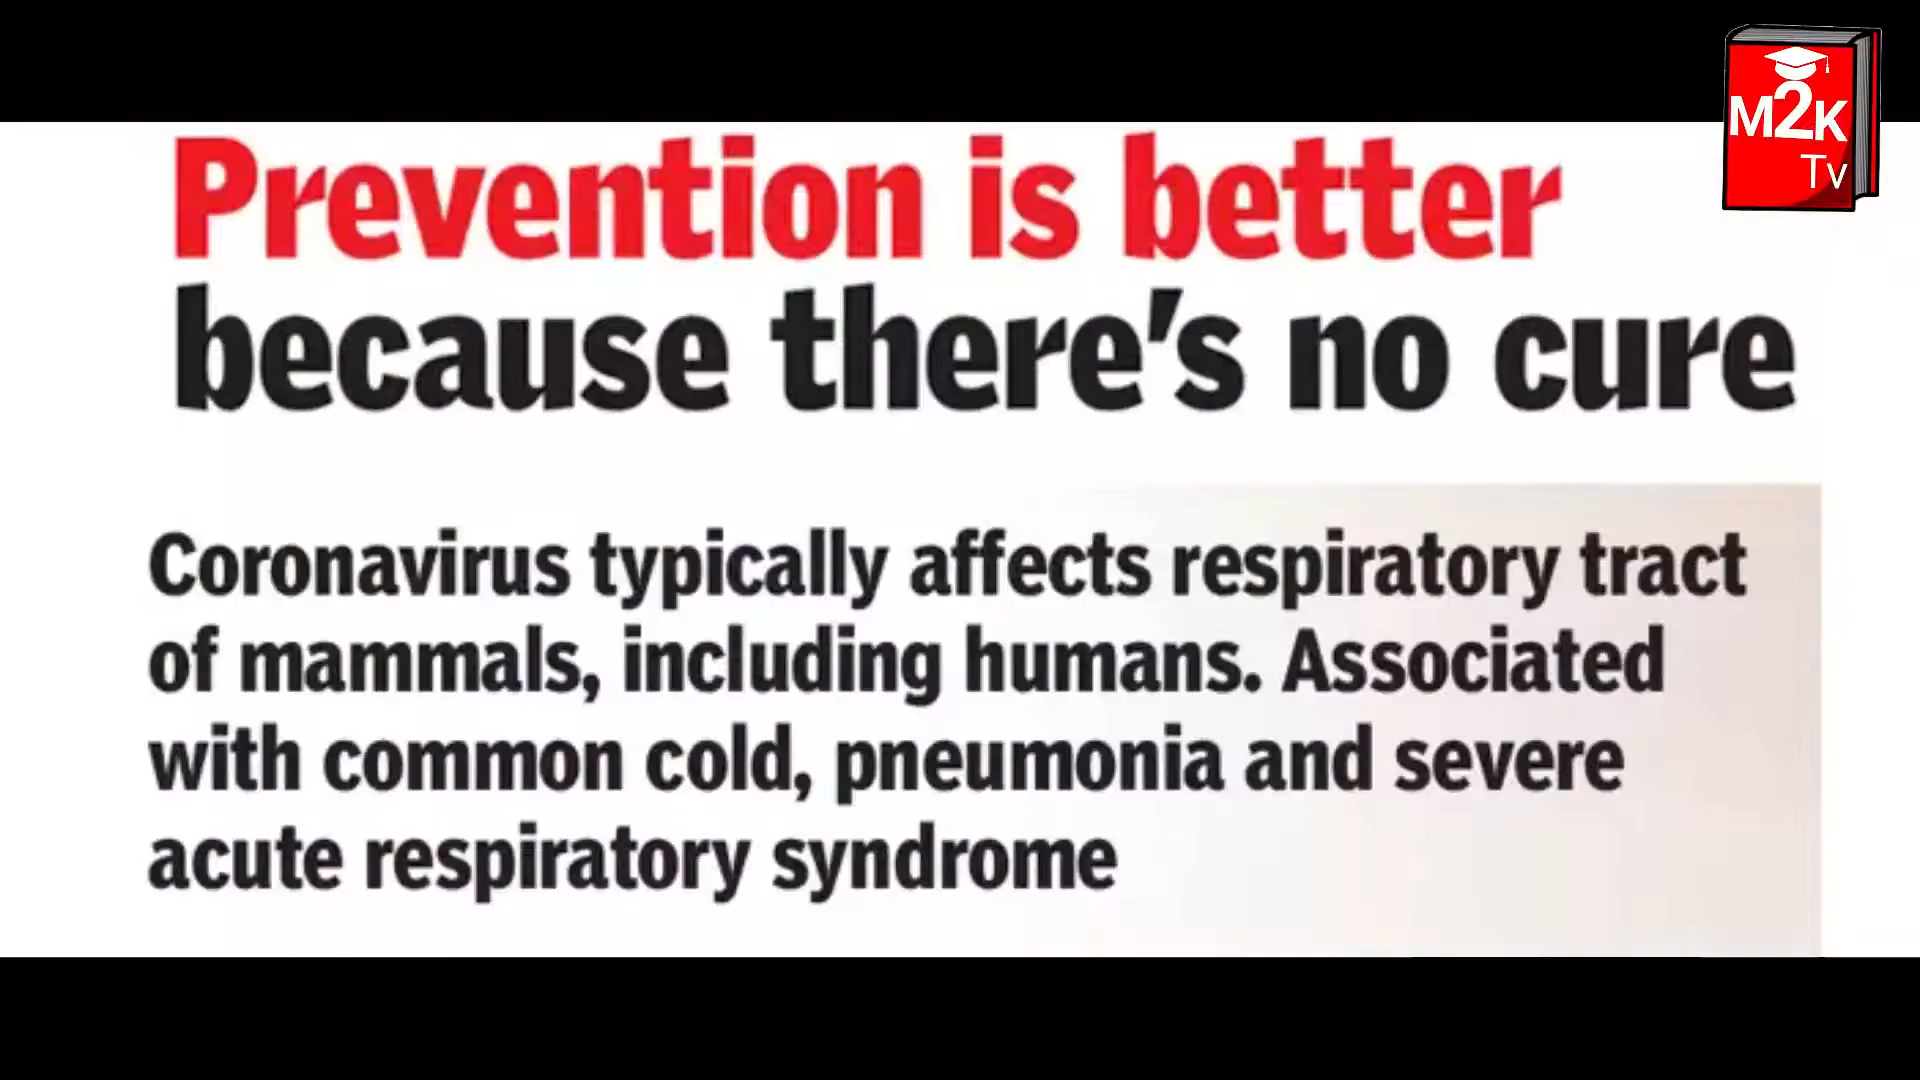 M2K
Tv
Prevention is better
because there's no cure
Coronavirus typically affects respiratory tract
of mammals, including humans. Associated
with common cold, pneumonia and severe
acute respiratory syndrome